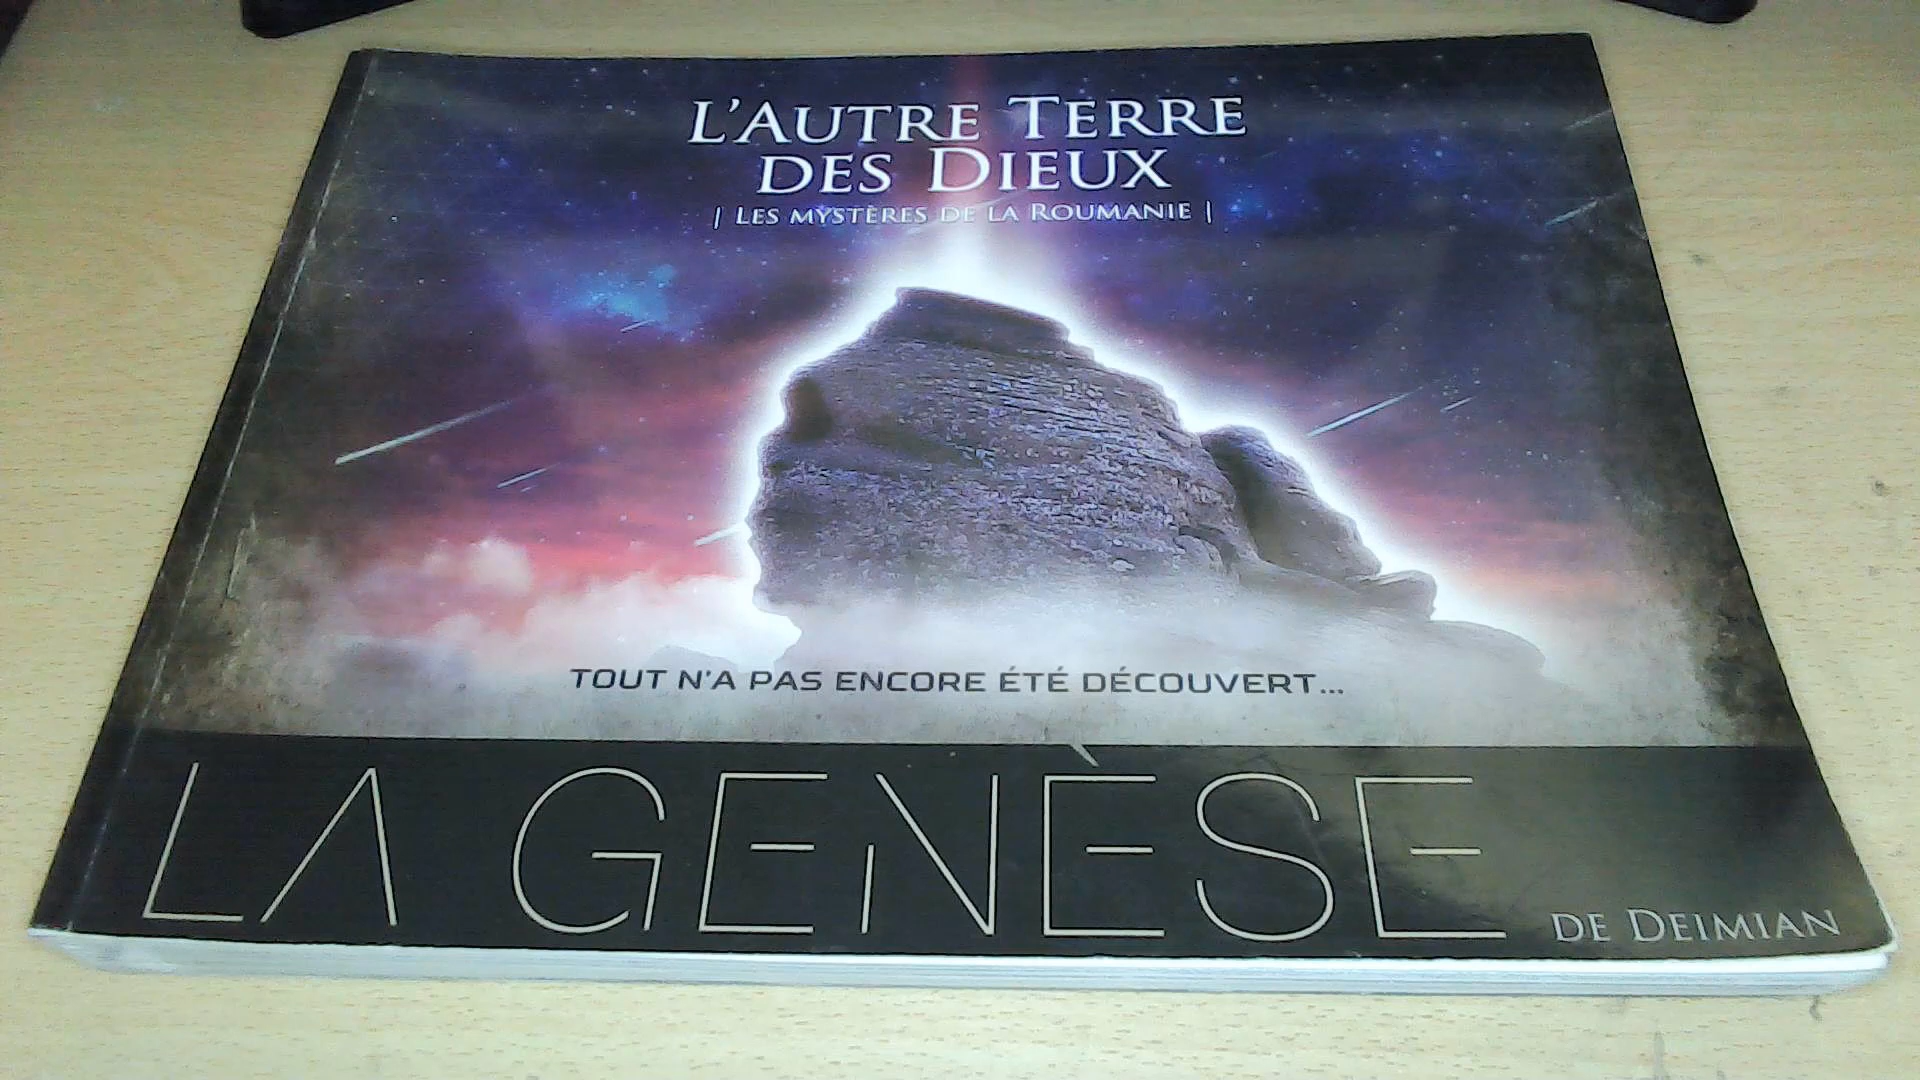 L'AUTRE TERRE
DES DIEUX
| LES MYSTÈRES DE LA ROUMANIE |
TOUT N'A PAS ENCORE ÉTÉ DÉCOUVERT...
LA GENÈSE
DE DEIMIAN